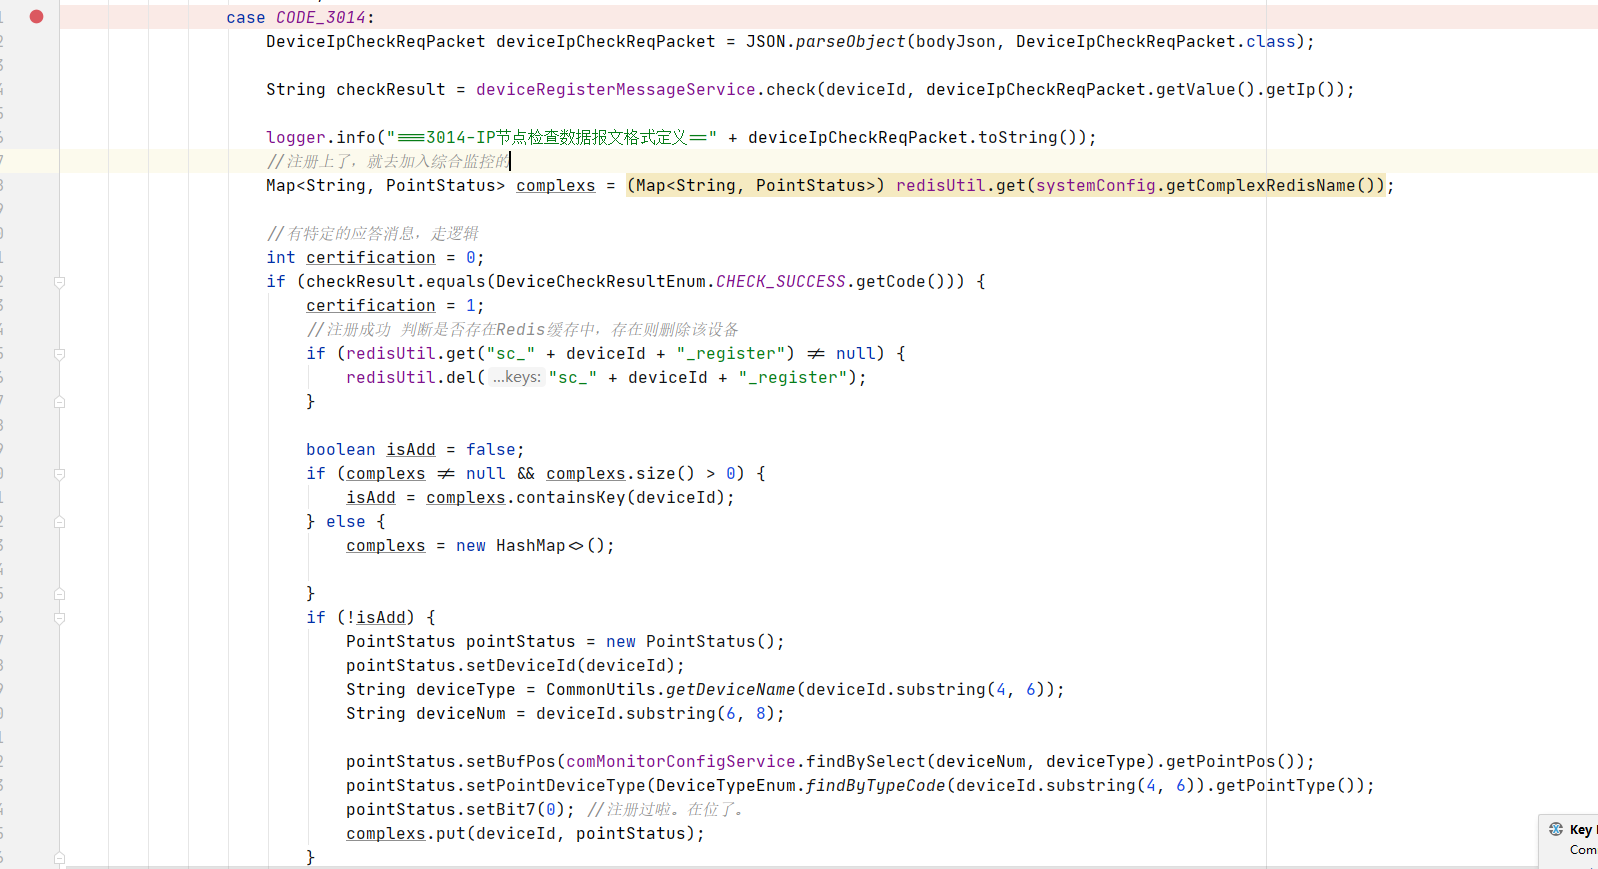 case CODE_3014:
DeviceIpCheckReqPacket deviceIpCheckReqPacket = JSON.parseObject(bodyJson, DeviceIpCheckReqPacket.class);
String checkResult = deviceRegisterMessageService.check(deviceId, deviceIpCheckReqPacket.getValue().getIp());
logger.info("===3014-IP节点检查数据报文格式定义==" + deviceIpCheckReqPacket.toString());
//注册上了，就去加入综合监控的
Map<String, PointStatus> complexs = (Map<String, PointStatus>) redisUtil.get(systemConfig.getComplexRedisName());
//有特定的应答消息，走逻辑
int certification = 0;
if (checkResult.equals(DeviceCheckResultEnum.CHECK_SUCCESS.getCode())) {
certification = 1;
//注册成功 判断是否存在Redis缓存中，存在则删除该设备
if (redisUtil.get("sc_" + deviceId + "_register") != null) {
redisUtil.del( ...keys: "sc_" + deviceId + "_register");
}
boolean isAdd = false;
if (complexs != null && complexs.size() > 0) {
isAdd = complexs.containsKey(deviceId);
} else {
complexs = new HashMap<>();
}
if (!isAdd) {
PointStatus pointStatus = new PointStatus();
pointStatus.setDeviceId(deviceId);
String deviceType = CommonUtils.getDeviceName(deviceId.substring(4, 6));
String deviceNum = deviceId.substring(6, 8);
pointStatus.setBufPos(comMonitorConfigService.findBySelect(deviceNum, deviceType).getPointPos());
pointStatus.setPointDeviceType(DeviceTypeEnum.findByTypeCode(deviceId.substring(4, 6)).getPointType());
pointStatus.setBit7(0); //注册过啦。在位了。
complexs.put(deviceId, pointStatus);
}
Key
Com